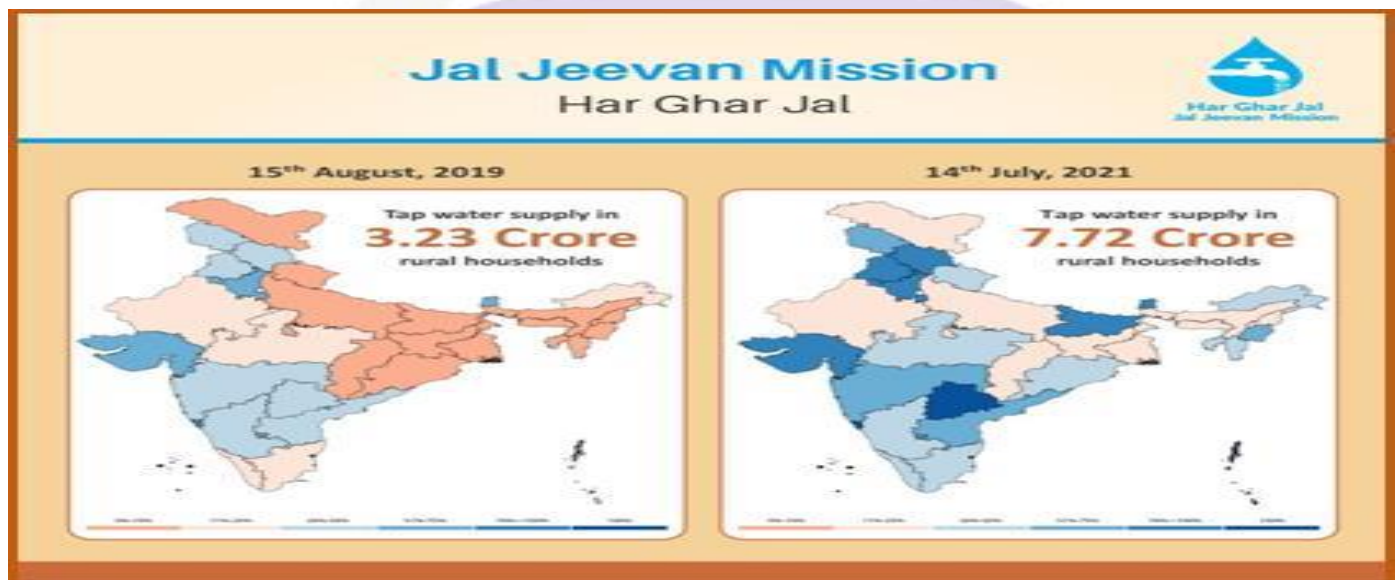 Jal Jeevan Mission
Har Ghar Jal
Har Ghar Jal
Jal Jeevan Mission
15th August, 2019
Tap water supply in
3.23 Crore
rural households
14th July, 2021
Tap water supply in
7.72 Crore
rural households